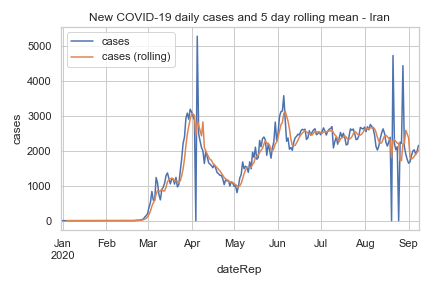 New COVID-19 daily cases and 5 day rolling mean - Iran
cases
cases (rolling)
cases
5000
4000
3000
2000
1000
0
Jan Feb Mar Apr May Jun Jul Aug Sep
2020
dateRep